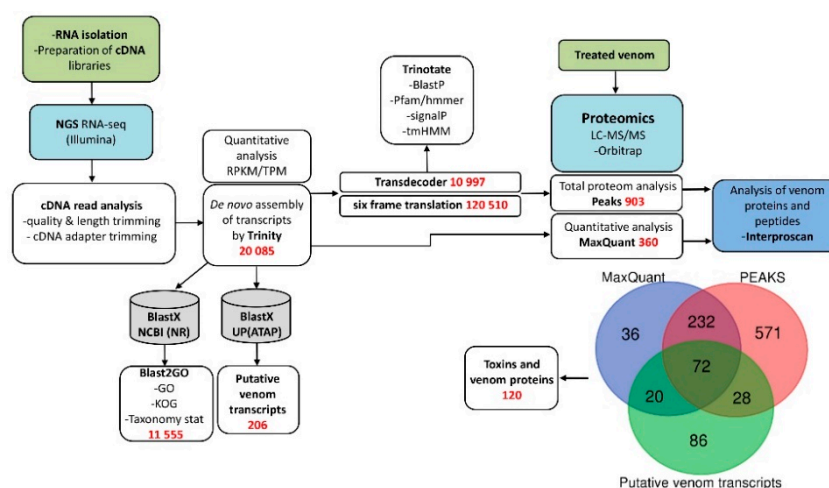 -RNA isolation
-Preparation of cDNA
libraries
NGS RNA-seq
(Illumina)
cDNA read analysis
-quality & length trimming
- cDNA adapter trimming
Quantitative
analysis
RPKM/TPM
De novo assembly
of transcripts
by Trinity
20 085
Trinotate
-BlastP
-Pfam/hmmer
-signalP
-tmHMM
Transdecoder 10 997
six frame translation 120 510
Treated venom
Proteomics
LC-MS/MS
-Orbitrap
Total proteom analysis
Peaks 903
Quantitative analysis
MaxQuant 360
Analysis of venom
proteins and
peptides
-Interproscan
BlastX
NCBI (NR)
BlastX
UP(ATAP)
Blast2GO
-GO
-KOG
-Taxonomy stat
11 555
Putative
venom
transcripts
206
Toxins and
venom proteins
120
MaxQuant
PEAKS
36
232
571
72
20
28
86
Putative venom transcripts